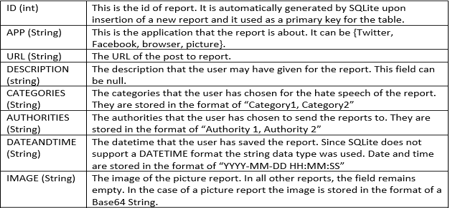 ID (int) This is the id of report. It is automatically generated by SQLite upon
insertion of a new report and it used as a primary key for the table.
APP (String) This is the application that the report is about. It can be {Twitter,
Facebook, browser, picture}.
URL (String) The URL of the post to report.
DESCRIPTION The description that the user may have given for the report. This field
(string) can be null.
CATEGORIES The categories that the user has chosen for the hate speech of the report.
(String) They are stored in the format of “Category1, Category2”
AUTHORITIES The authorities that the user has chosen to send the reports to. They are
(String) stored in the format of “Authority 1, Authority 2”
DATEANDTIME The datetime that the user has saved the report. Since SQLite does not
(String) support a DATETIME format the string data type was used. Date and time
are stored in the format of “YYYY-MM-DD HH:MM:SS”
IMAGE (String) The image of the picture report. In all other reports, the field remains
empty. In the case of a picture report the image is stored in the format of a
Base64 String.